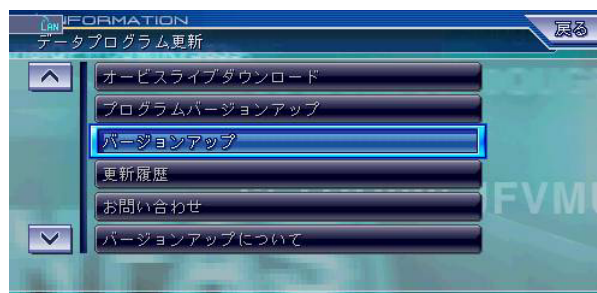 LAN INFORMATION
戻る
データプログラム更新
オービスライブダウンロード
プログラムバージョンアップ
バージョンアップ
更新履歴
お問い合わせ
バージョンアップについて